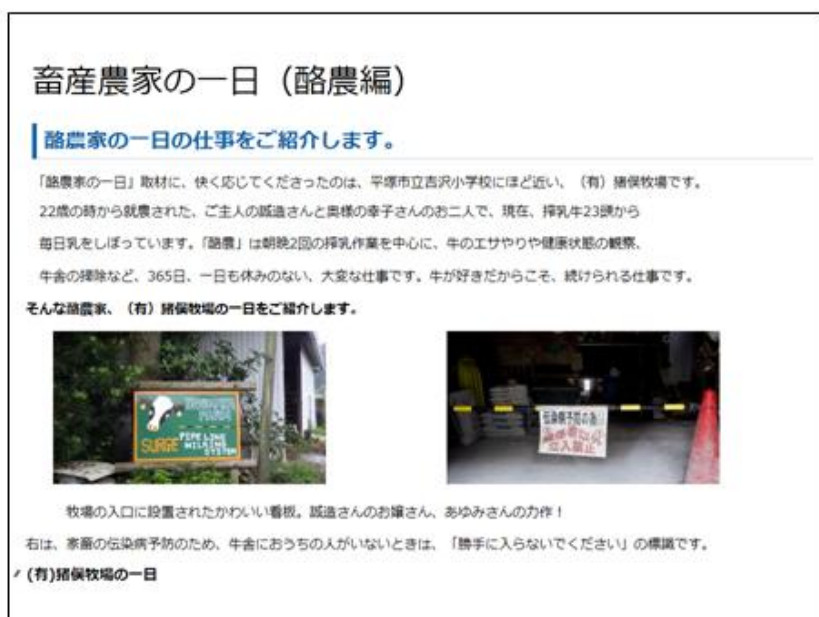 畜産農家の一日（酪農編）
酪農家の一日の仕事をご紹介します。
「酪農家の一日」取材に、快く応じてくださったのは、平塚市立吉沢小学校にほど近い、（有）猪俣牧場です。
22歳の時から就農された、ご主人の誠造さんと奥様の幸子さんのお二人で、現在、搾乳牛23頭から
毎日乳をしぼっています。「酪農」は朝晩2回の搾乳作業を中心に、牛のエサやりや健康状態の観察、
牛舎の掃除など、365日、一日も休みのない、大変な仕事です。牛が好きだからこそ、続けられる仕事です。
そんな酪農家、（有）猪俣牧場の一日をご紹介します。
SURGE
PIPE LINE
MILKING
SYSTEM
伝染病予防の為
立入禁止
牧場の入口に設置されたかわいい看板。誠造さんのお嬢さん、あゆみさんの力作！
右は、家畜の伝染病予防のため、牛舎におうちの人がいないときは、「勝手に入らないでください」の標識です。
(有)猪俣牧場の一日